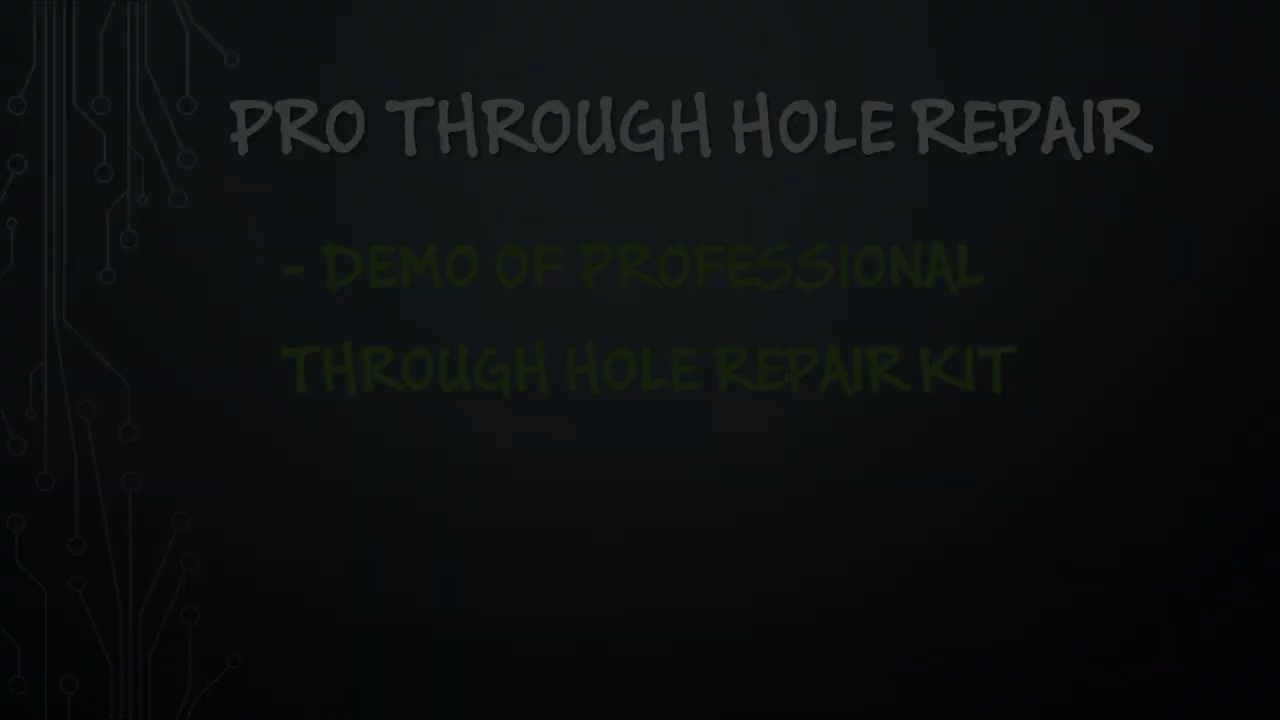 PRO THROUGH HOLE REPAIR
- DEMO OF PROFESSIONAL
THROUGH HOLE REPAIR KIT